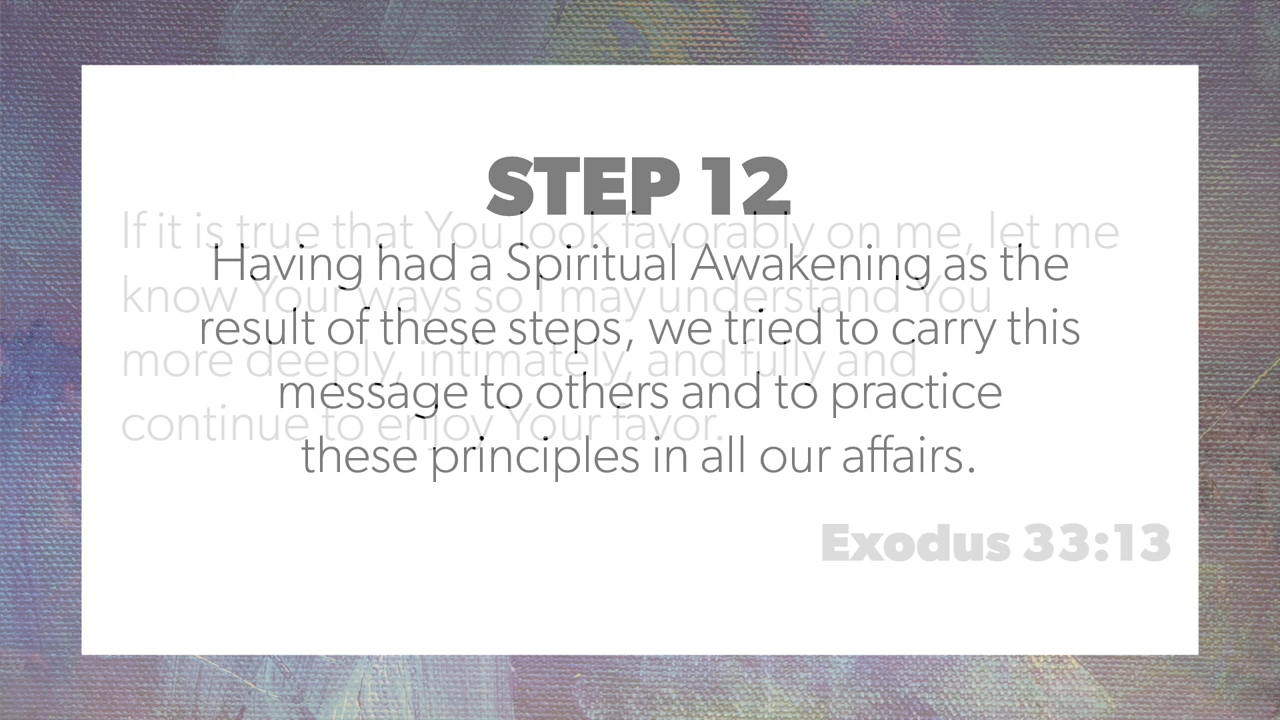 STEP 12
Having had a Spiritual Awakening as the
result of these steps, we tried to carry this
message to others and to practice
these principles in all our affairs.
If it is true that You look favorably on me, let me
know Your ways so I may understand You
more deeply, intimately, and fully and
continue to enjoy Your favor.
Exodus 33:13